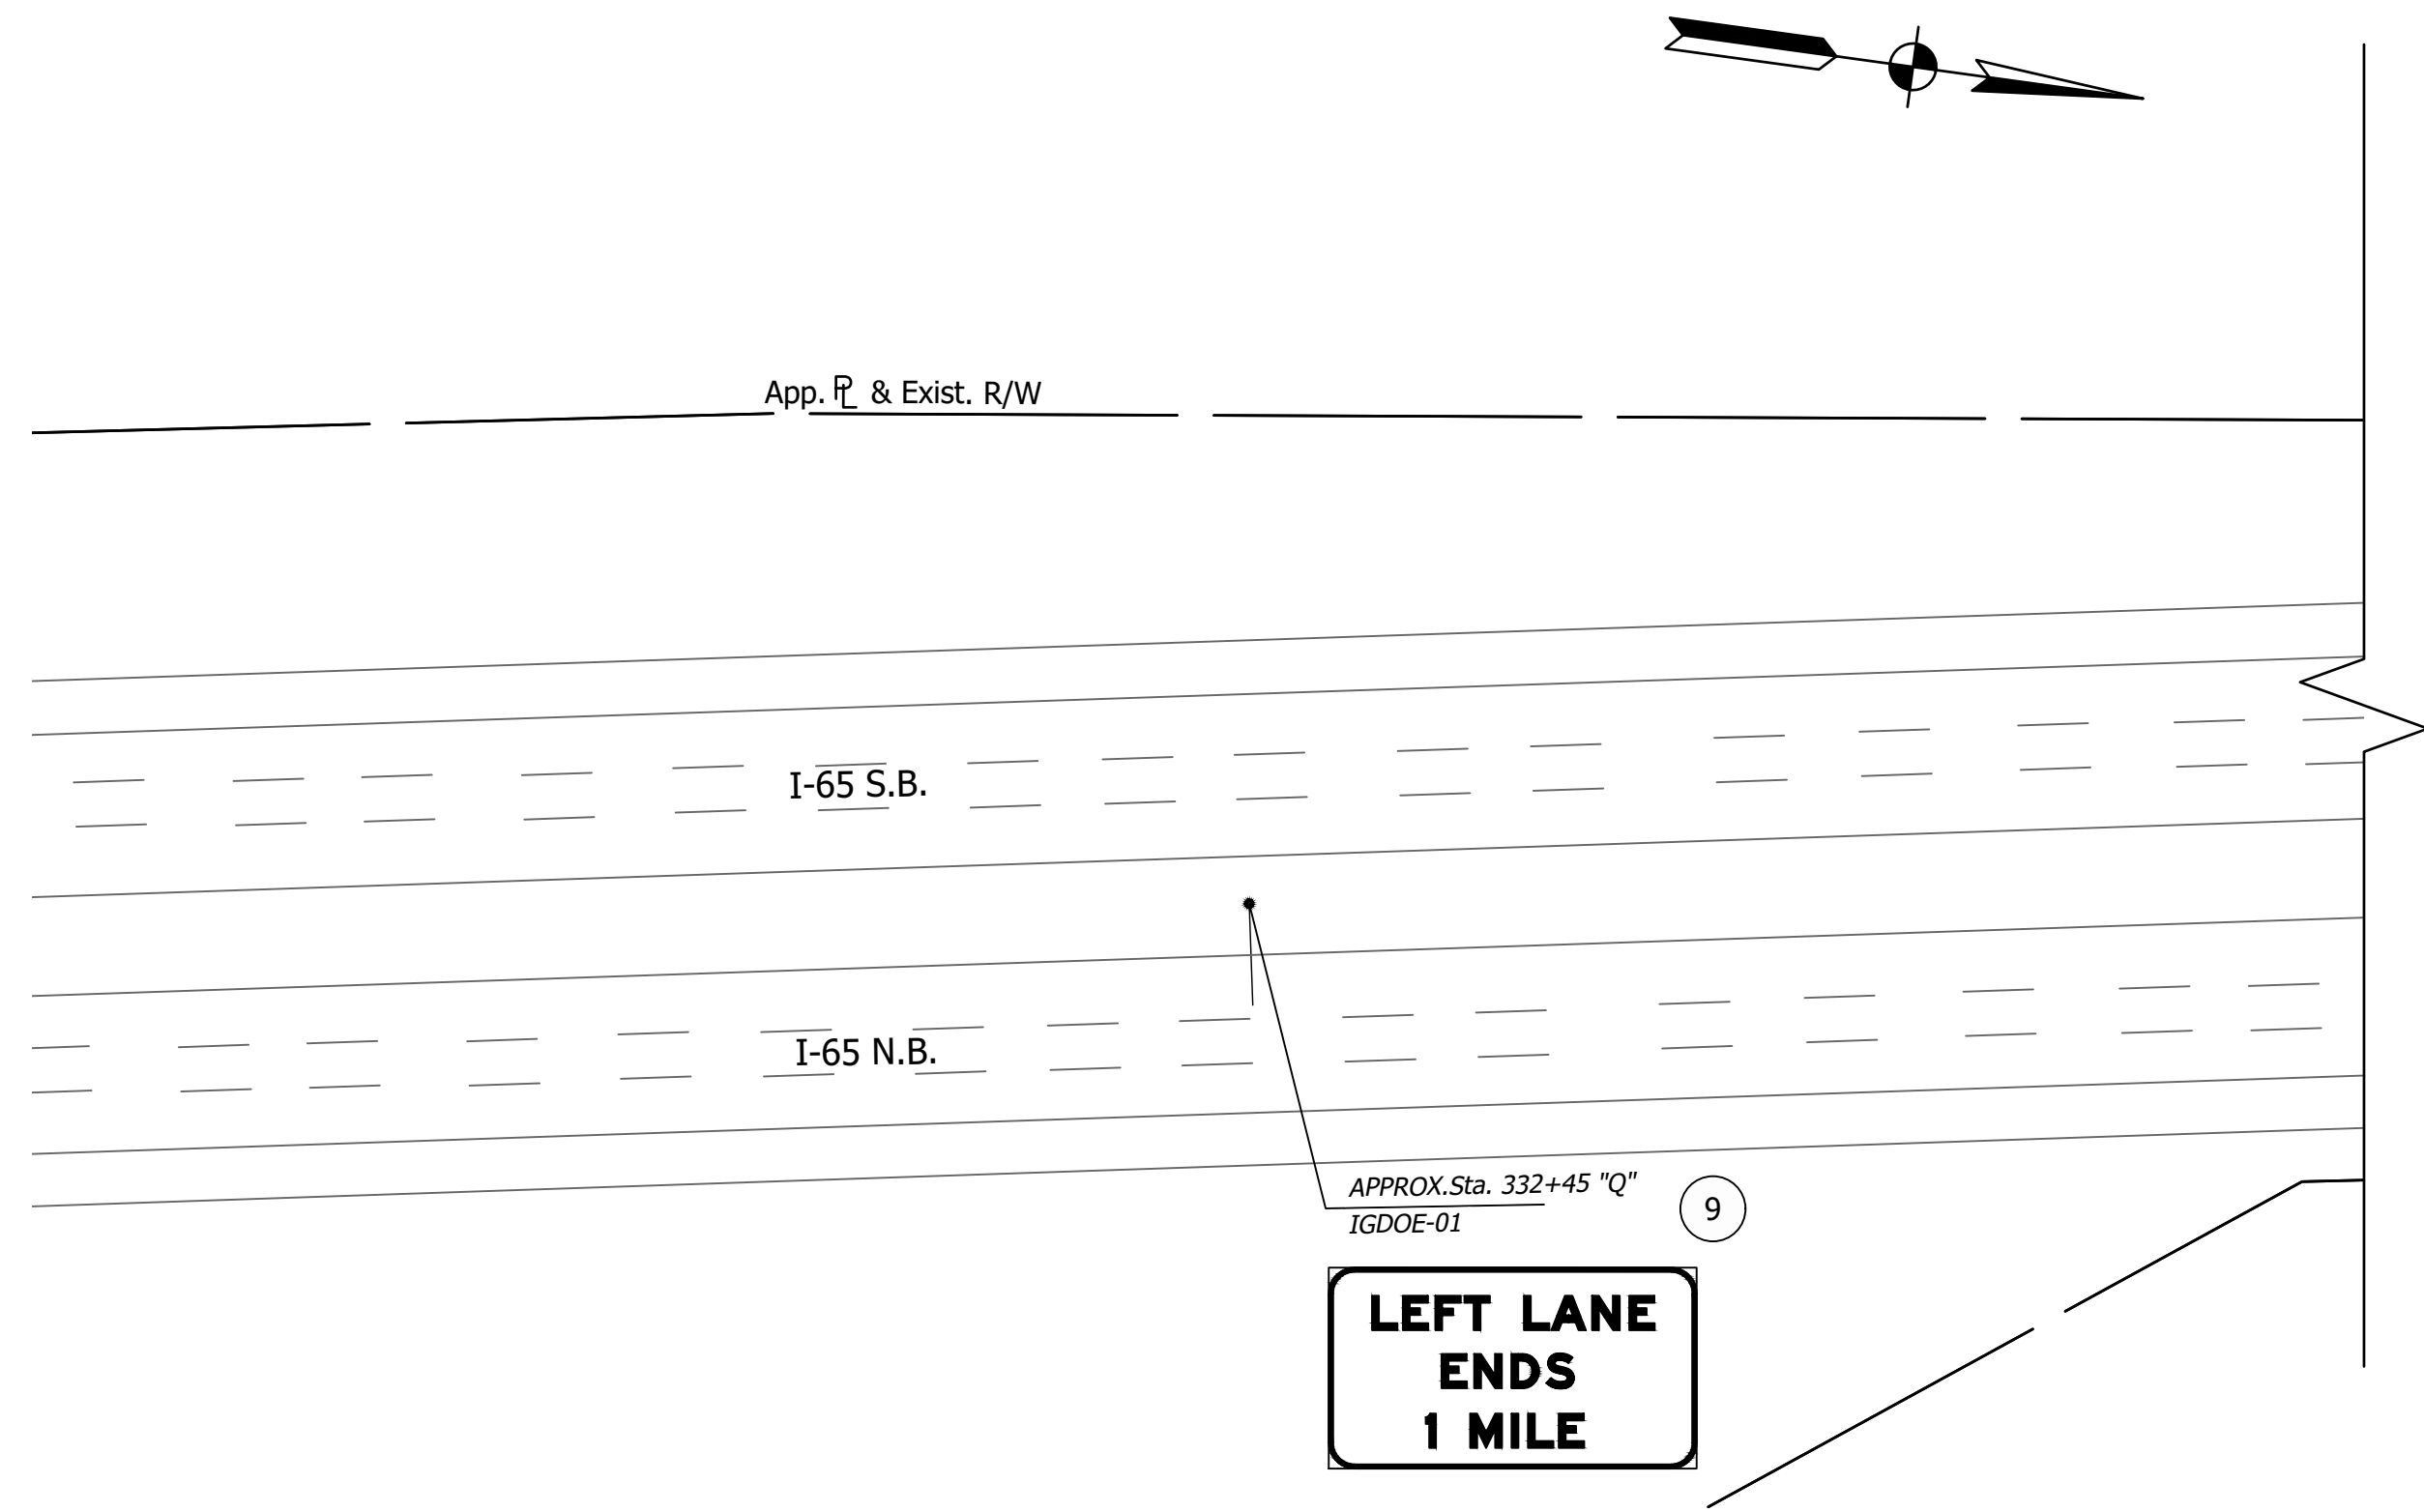 App. PL & Exist. R/W
I-65 S.B.
I-65 N.B.
APPROX.Sta. 332+45 "Q"
IGDOE-01
9
LEFT LANE
ENDS
1 MILE